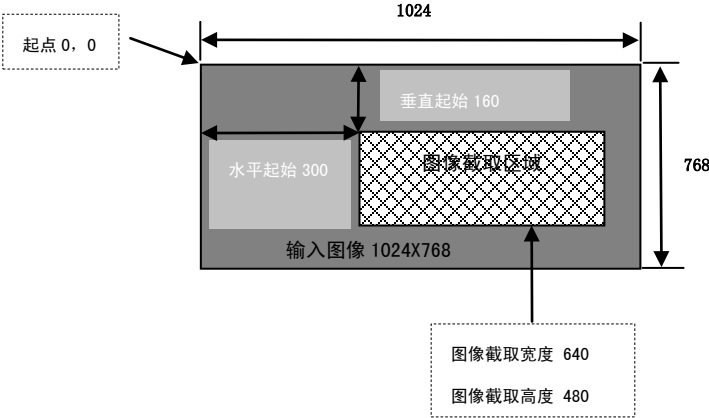 1024
起点 0，0
垂直起始 160
水平起始 300
图像截取区域
768
输入图像 1024X768
图像截取宽度 640
图像截取高度 480